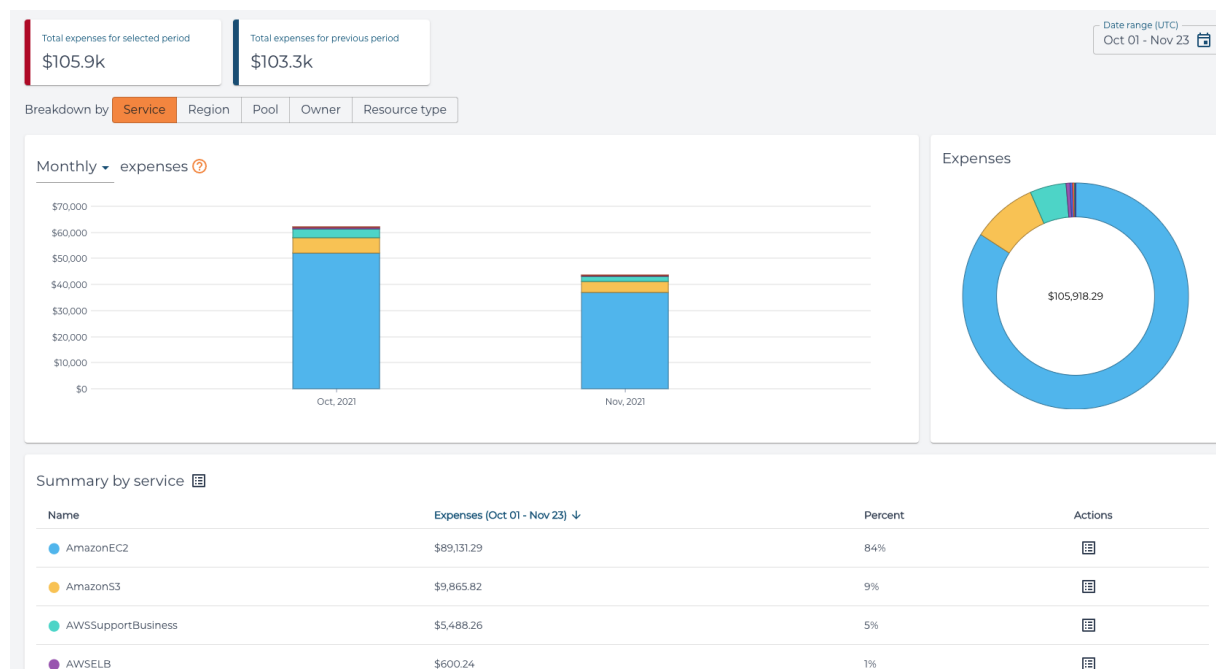 Total expenses for selected period
$105.9k
Total expenses for previous period
$103.3k
Date range (UTC)
Oct 01 - Nov 23
Breakdown by Service Region Pool Owner Resource type
Monthly expenses ?
$70,000
$60,000
$50,000
$40,000
$30,000
$20,000
$10,000
$0
Oct, 2021 Nov, 2021
Expenses
$105,918.29
Summary by service
Name Expenses (Oct 01 - Nov 23) Percent Actions
AmazonEC2 $89,131.29 84%
AmazonS3 $9,865.82 9%
AWSSupportBusiness $5,488.26 5%
AWSELB $600.24 1%